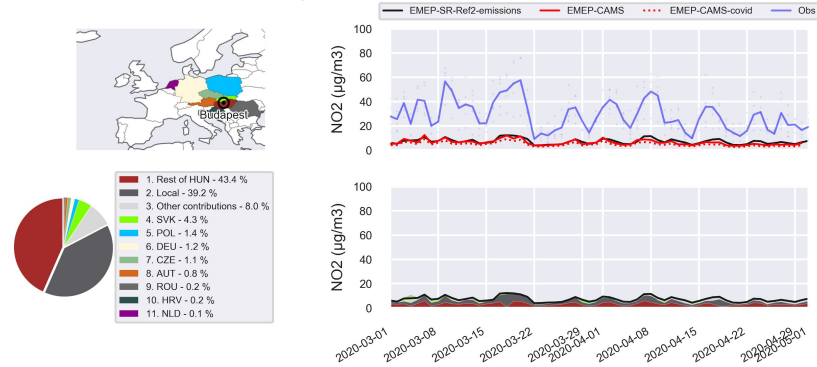 EMEP-SR-Ref2-emissions EMEP-CAMS EMEP-CAMS-covid Obs
Budapest
1. Rest of HUN - 43.4 %
2. Local - 39.2 %
3. Other contributions - 8.0 %
4. SVK - 4.3 %
5. POL - 1.4 %
6. DEU - 1.2 %
7. CZE - 1.1 %
8. AUT - 0.8 %
9. ROU - 0.2 %
10. HRV - 0.2 %
11. NLD - 0.1 %
NO2 (µg/m3)
100
80
60
40
20
0
NO2 (µg/m3)
100
80
60
40
20
0
2020-03-01
2020-03-08
2020-03-15
2020-03-22
2020-03-29
2020-04-01
2020-04-08
2020-04-15
2020-04-22
2020-04-29
2020-05-01